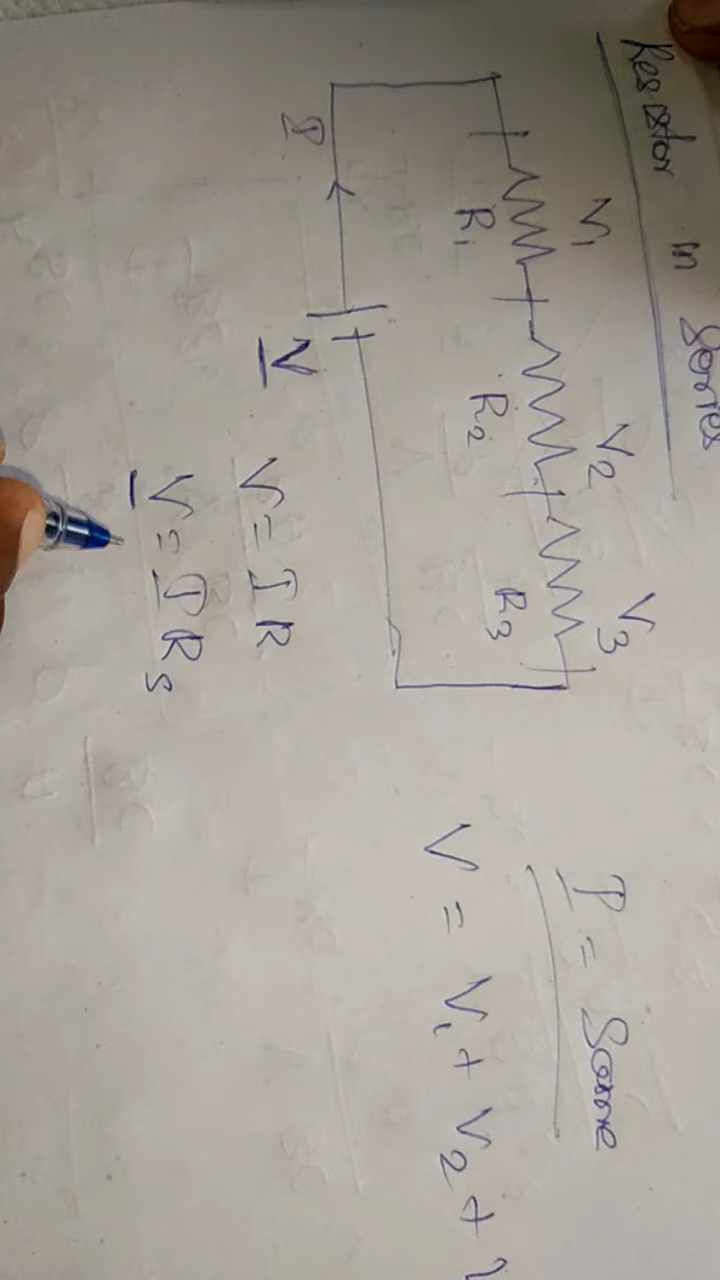 Resistor in Series
V1 V2 V3
R1 R2 R3
I = Same
V = V1 + V2 +
I
V
V = IR
V = IRs